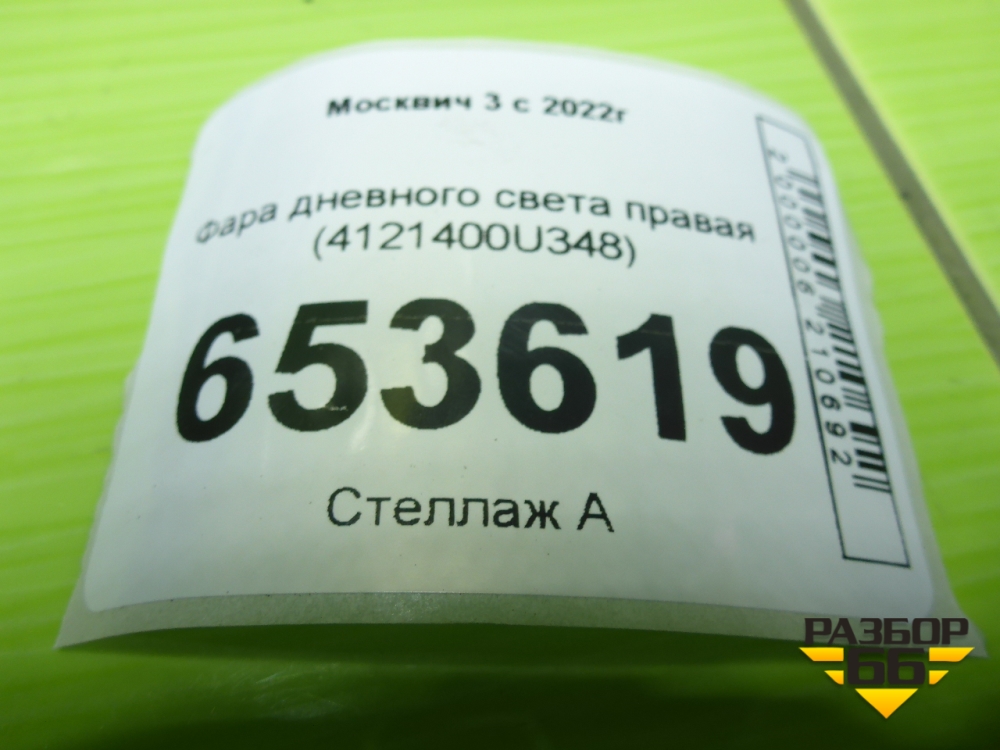 Москвич 3 с 2022г
Фара дневного света правая
(4121400U348)
653619
Стеллаж А
2000006210692
РАЗБОР
66